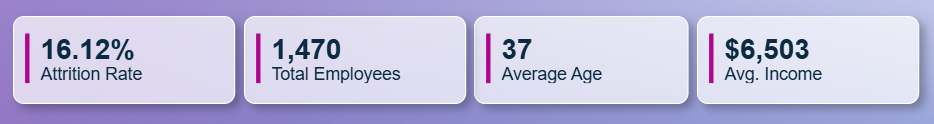 16.12%
Attrition Rate
1,470
Total Employees
37
Average Age
$6,503
Avg. Income